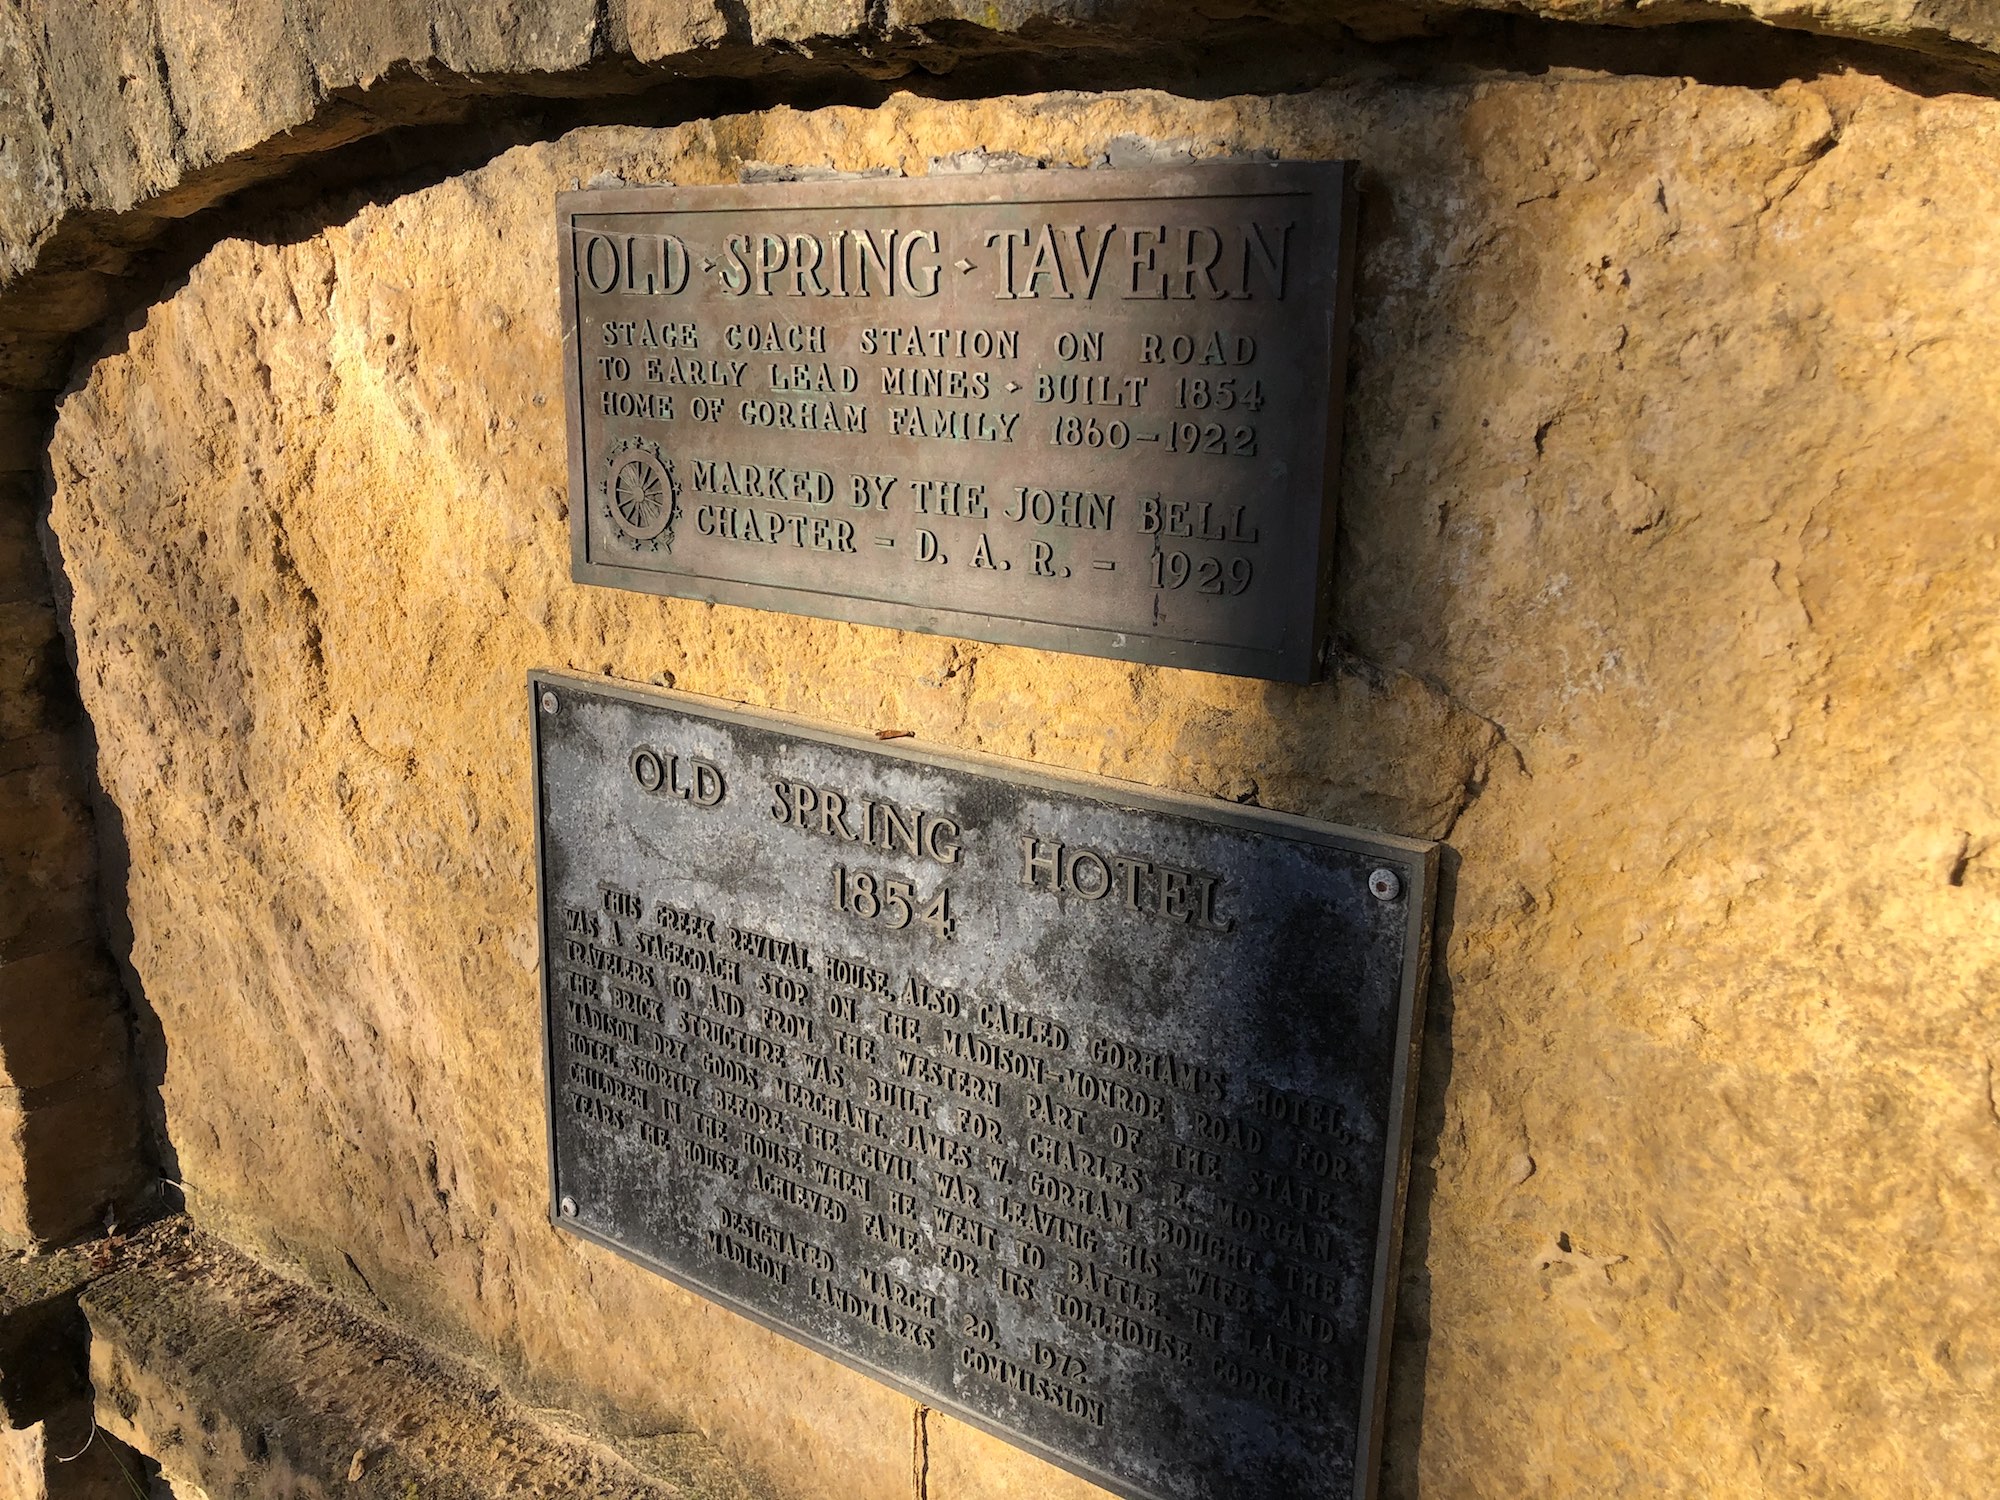 OLD · SPRING · TAVERN
STAGE COACH STATION ON ROAD
TO EARLY LEAD MINES · BUILT 1854
HOME OF GORHAM FAMILY 1860-1922
MARKED BY THE JOHN BELL
CHAPTER - D. A. R. - 1929
OLD SPRING HOTEL
1854
THIS GREEK REVIVAL HOUSE, ALSO CALLED GORHAM'S HOTEL,
WAS A STAGECOACH STOP ON THE MADISON-MONROE ROAD FOR
TRAVELERS TO AND FROM THE WESTERN PART OF THE STATE.
THE BRICK STRUCTURE WAS BUILT FOR CHARLES E. MORGAN,
MADISON DRY GOODS MERCHANT. JAMES W. GORHAM BOUGHT THE
HOTEL SHORTLY BEFORE THE CIVIL WAR LEAVING HIS WIFE AND
CHILDREN IN THE HOUSE WHEN HE WENT TO BATTLE. IN LATER
YEARS THE HOUSE ACHIEVED FAME FOR ITS TOLLHOUSE COOKIES.
DESIGNATED MARCH 20, 1972
MADISON LANDMARKS COMMISSION